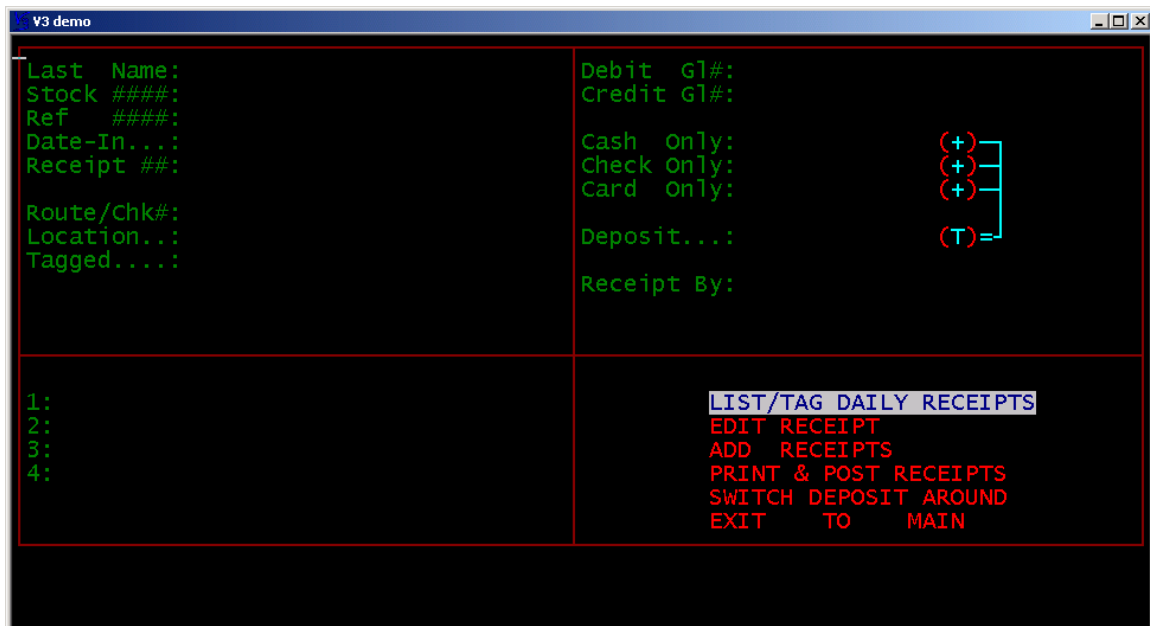 V3 demo
Last  Name:
Stock ####:
Ref   ####:
Date-In...:
Receipt ##:
Route/Chk#:
Location..:
Tagged....:
Debit  Gl#:
Credit Gl#:
Cash  Only: (+)
Check Only: (+)
Card  Only: (+)
Deposit...: (T)=
Receipt By:
1:
2:
3:
4:
LIST/TAG DAILY RECEIPTS
EDIT RECEIPT
ADD  RECEIPTS
PRINT & POST RECEIPTS
SWITCH DEPOSIT AROUND
EXIT    TO    MAIN